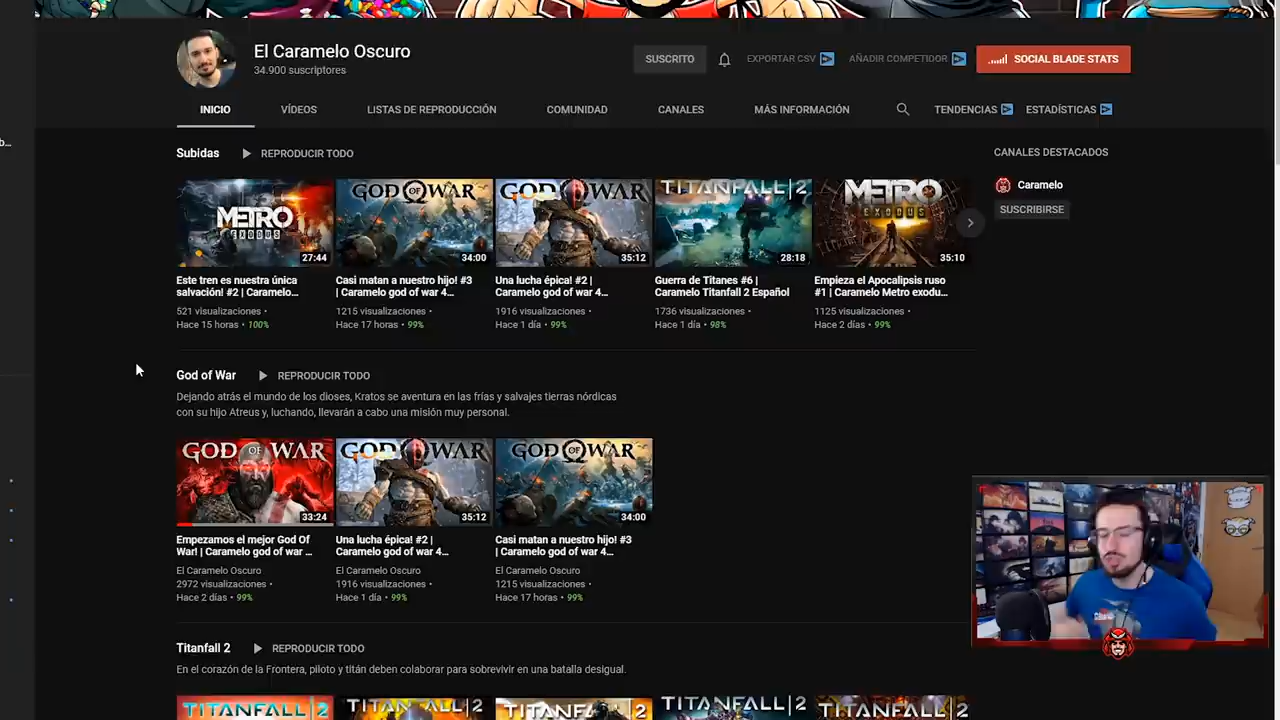 El Caramelo Oscuro
34.900 suscriptores
SUSCRITO
EXPORTAR CSV
AÑADIR COMPETIDOR
SOCIAL BLADE STATS
INICIO
VÍDEOS
LISTAS DE REPRODUCCIÓN
COMUNIDAD
CANALES
MÁS INFORMACIÓN
TENDENCIAS
ESTADÍSTICAS
b...
Subidas
REPRODUCIR TODO
CANALES DESTACADOS
Caramelo
SUSCRIBIRSE
METRO
EXODUS
27:44
GOD OF WAR
34:00
GOD OF WAR
35:12
TITANFALL 2
28:18
METRO
EXODUS
35:10
Este tren es nuestra única
salvación! #2 | Caramelo...
521 visualizaciones •
Hace 15 horas • 100%
Casi matan a nuestro hijo! #3
| Caramelo god of war 4...
1215 visualizaciones •
Hace 17 horas • 99%
Una lucha épica! #2 |
Caramelo god of war 4...
1916 visualizaciones •
Hace 1 día • 99%
Guerra de Titanes #6 |
Caramelo Titanfall 2 Español
1736 visualizaciones •
Hace 1 día • 98%
Empieza el Apocalipsis ruso
#1 | Caramelo Metro exodu...
1125 visualizaciones •
Hace 2 días • 99%
God of War
REPRODUCIR TODO
Dejando atrás el mundo de los dioses, Kratos se aventura en las frías y salvajes tierras nórdicas
con su hijo Atreus y, luchando, llevarán a cabo una misión muy personal.
GOD OF WAR
33:24
GOD OF WAR
35:12
GOD OF WAR
34:00
Empezamos el mejor God Of
War! | Caramelo god of war ...
El Caramelo Oscuro
2972 visualizaciones •
Hace 2 días • 99%
Una lucha épica! #2 |
Caramelo god of war 4...
El Caramelo Oscuro
1916 visualizaciones •
Hace 1 día • 99%
Casi matan a nuestro hijo! #3
| Caramelo god of war 4...
El Caramelo Oscuro
1215 visualizaciones •
Hace 17 horas • 99%
Titanfall 2
REPRODUCIR TODO
En el corazón de la Frontera, piloto y titán deben colaborar para sobrevivir en una batalla desigual.
TITANFALL 2
TITANFALL 2
TITANFALL 2
TITANFALL 2
TITANFALL 2